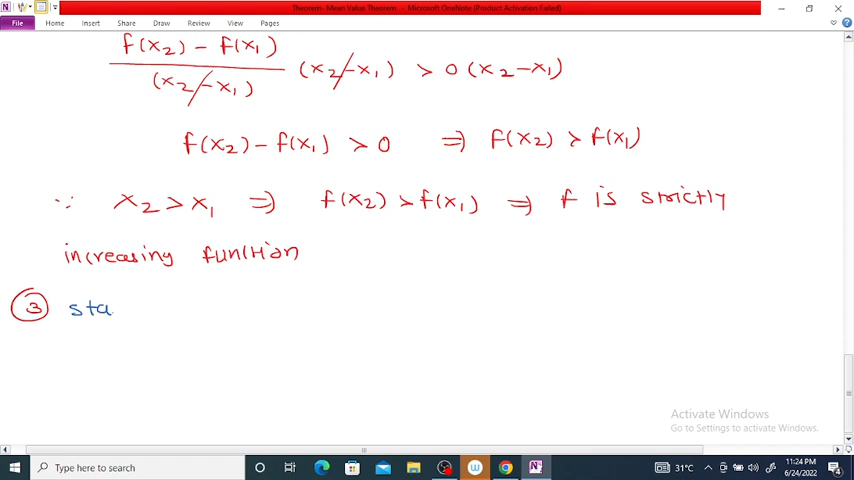 Theorem- Mean Value Theorem - Microsoft OneNote (Product Activation Failed)
File Home Insert Share Draw History Review View Pages
f(x2) - f(x1)
(x2-x1) (x2-x1) > 0 (x2-x1)
f(x2) - f(x1) > 0 ⇒ f(x2) > f(x1)
∵ x2 > x1 ⇒ f(x2) > f(x1) ⇒ f is strictly
increasing function
3 sta
Activate Windows
Go to Settings to activate Windows.
Type here to search
31°C
11:24 PM
6/24/2022
4